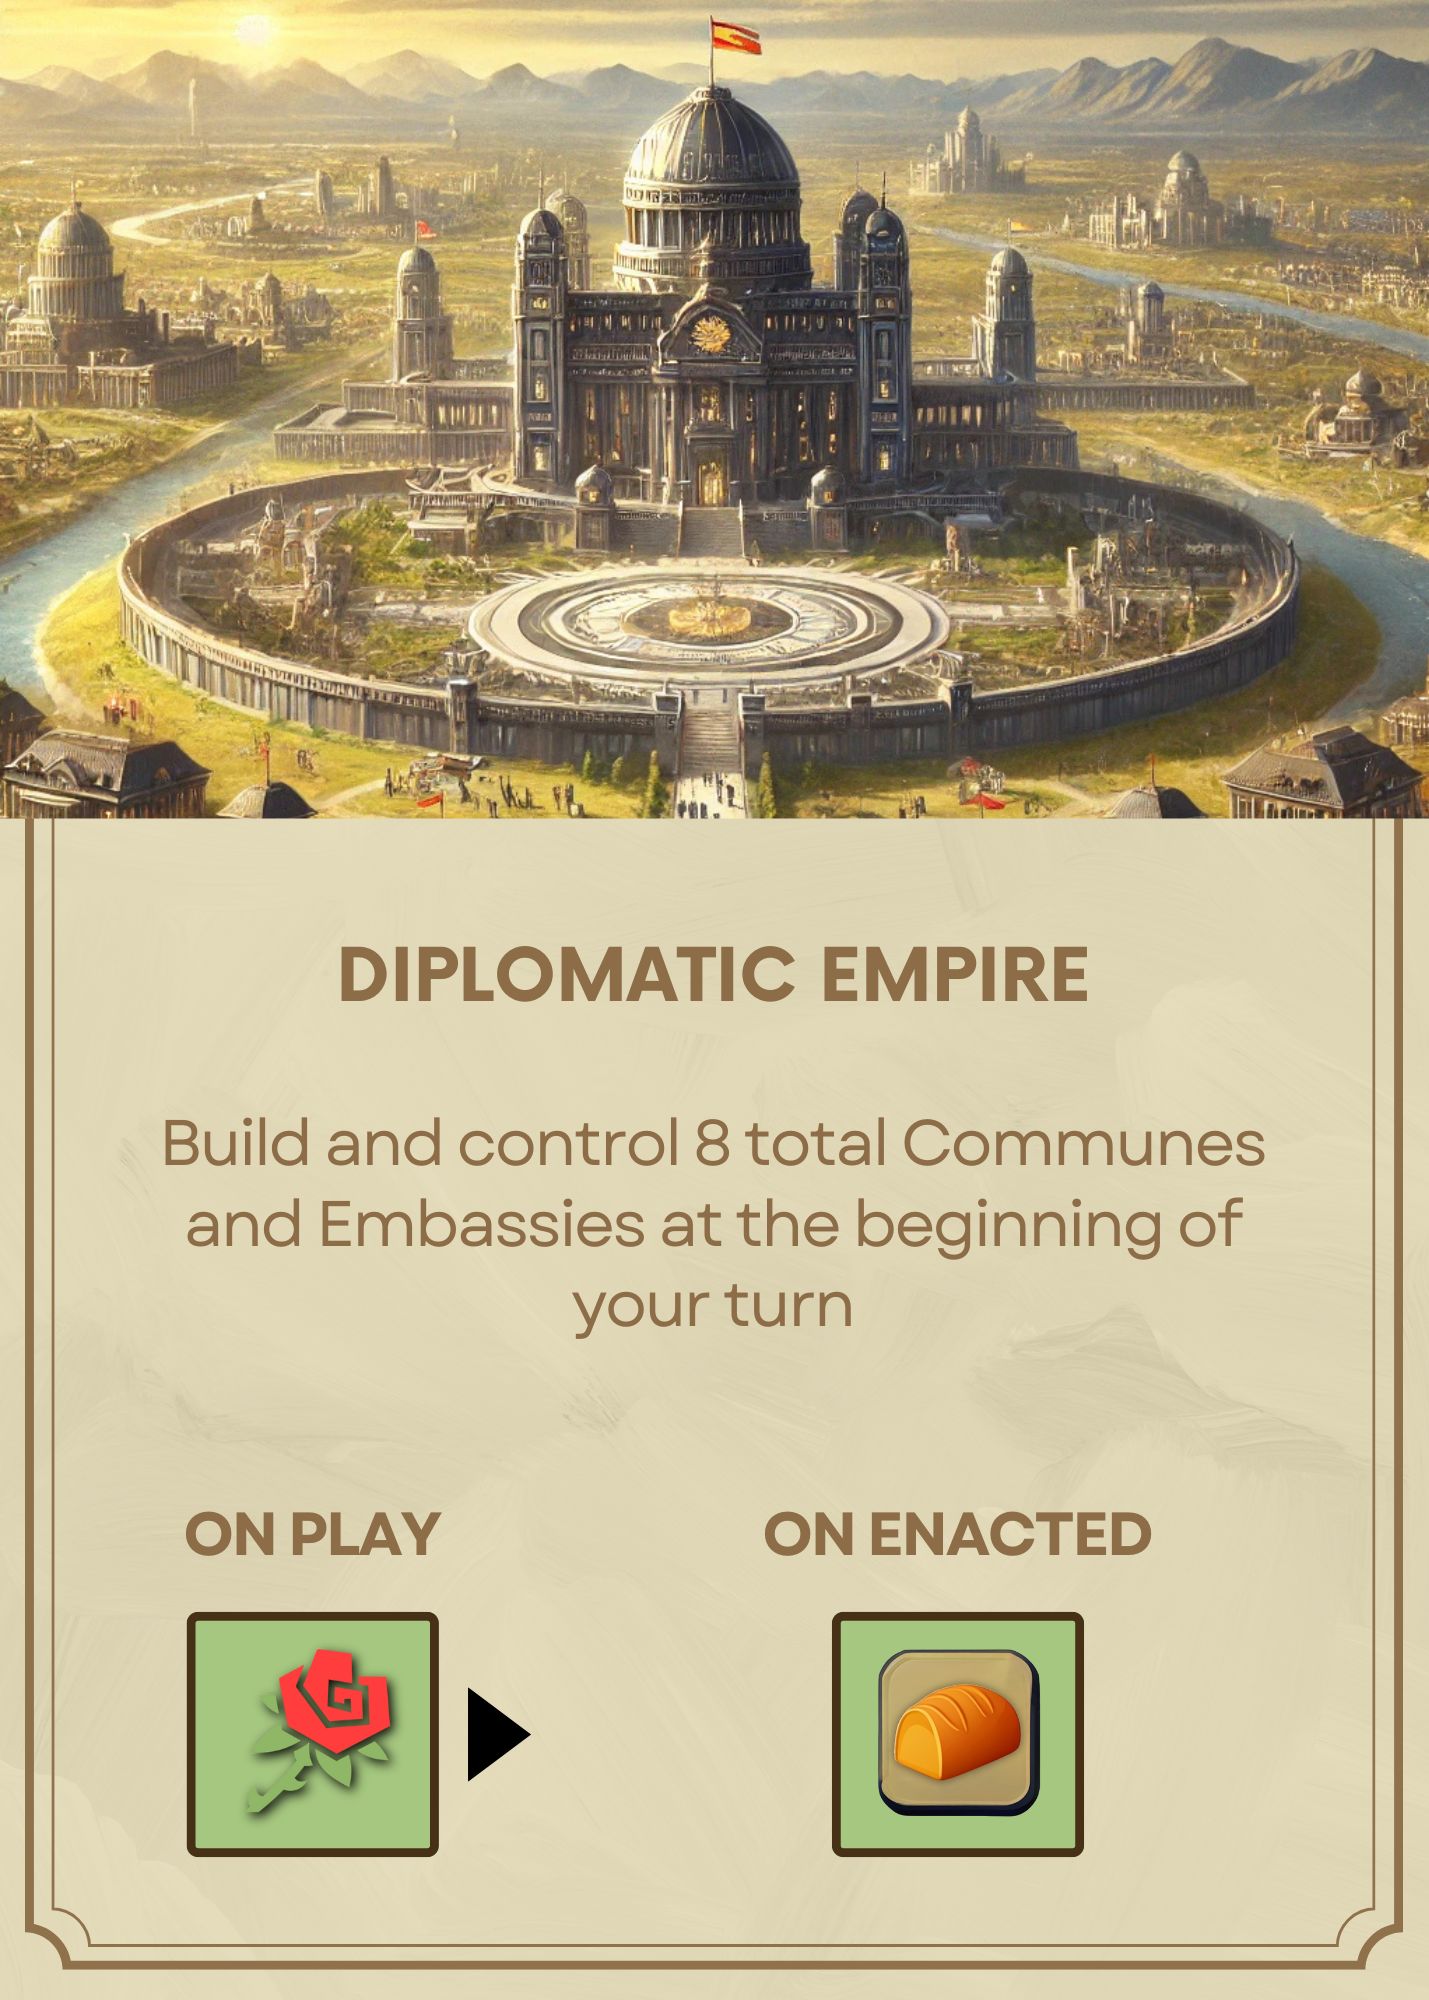 DIPLOMATIC EMPIRE
Build and control 8 total Communes
and Embassies at the beginning of
your turn
ON PLAY
ON ENACTED